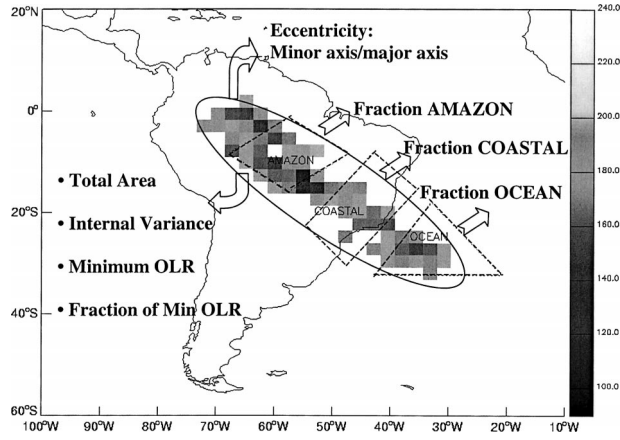 20°N
0°
20°S
40°S
60°S
100°W 90°W 80°W 70°W 60°W 50°W 40°W 30°W 20°W 10°W
Eccentricity:
Minor axis/major axis
Fraction AMAZON
Fraction COASTAL
Fraction OCEAN
AMAZON
COASTAL
OCEAN
• Total Area
• Internal Variance
• Minimum OLR
• Fraction of Min OLR
240.0
220.0
200.0
180.0
160.0
140.0
120.0
100.0